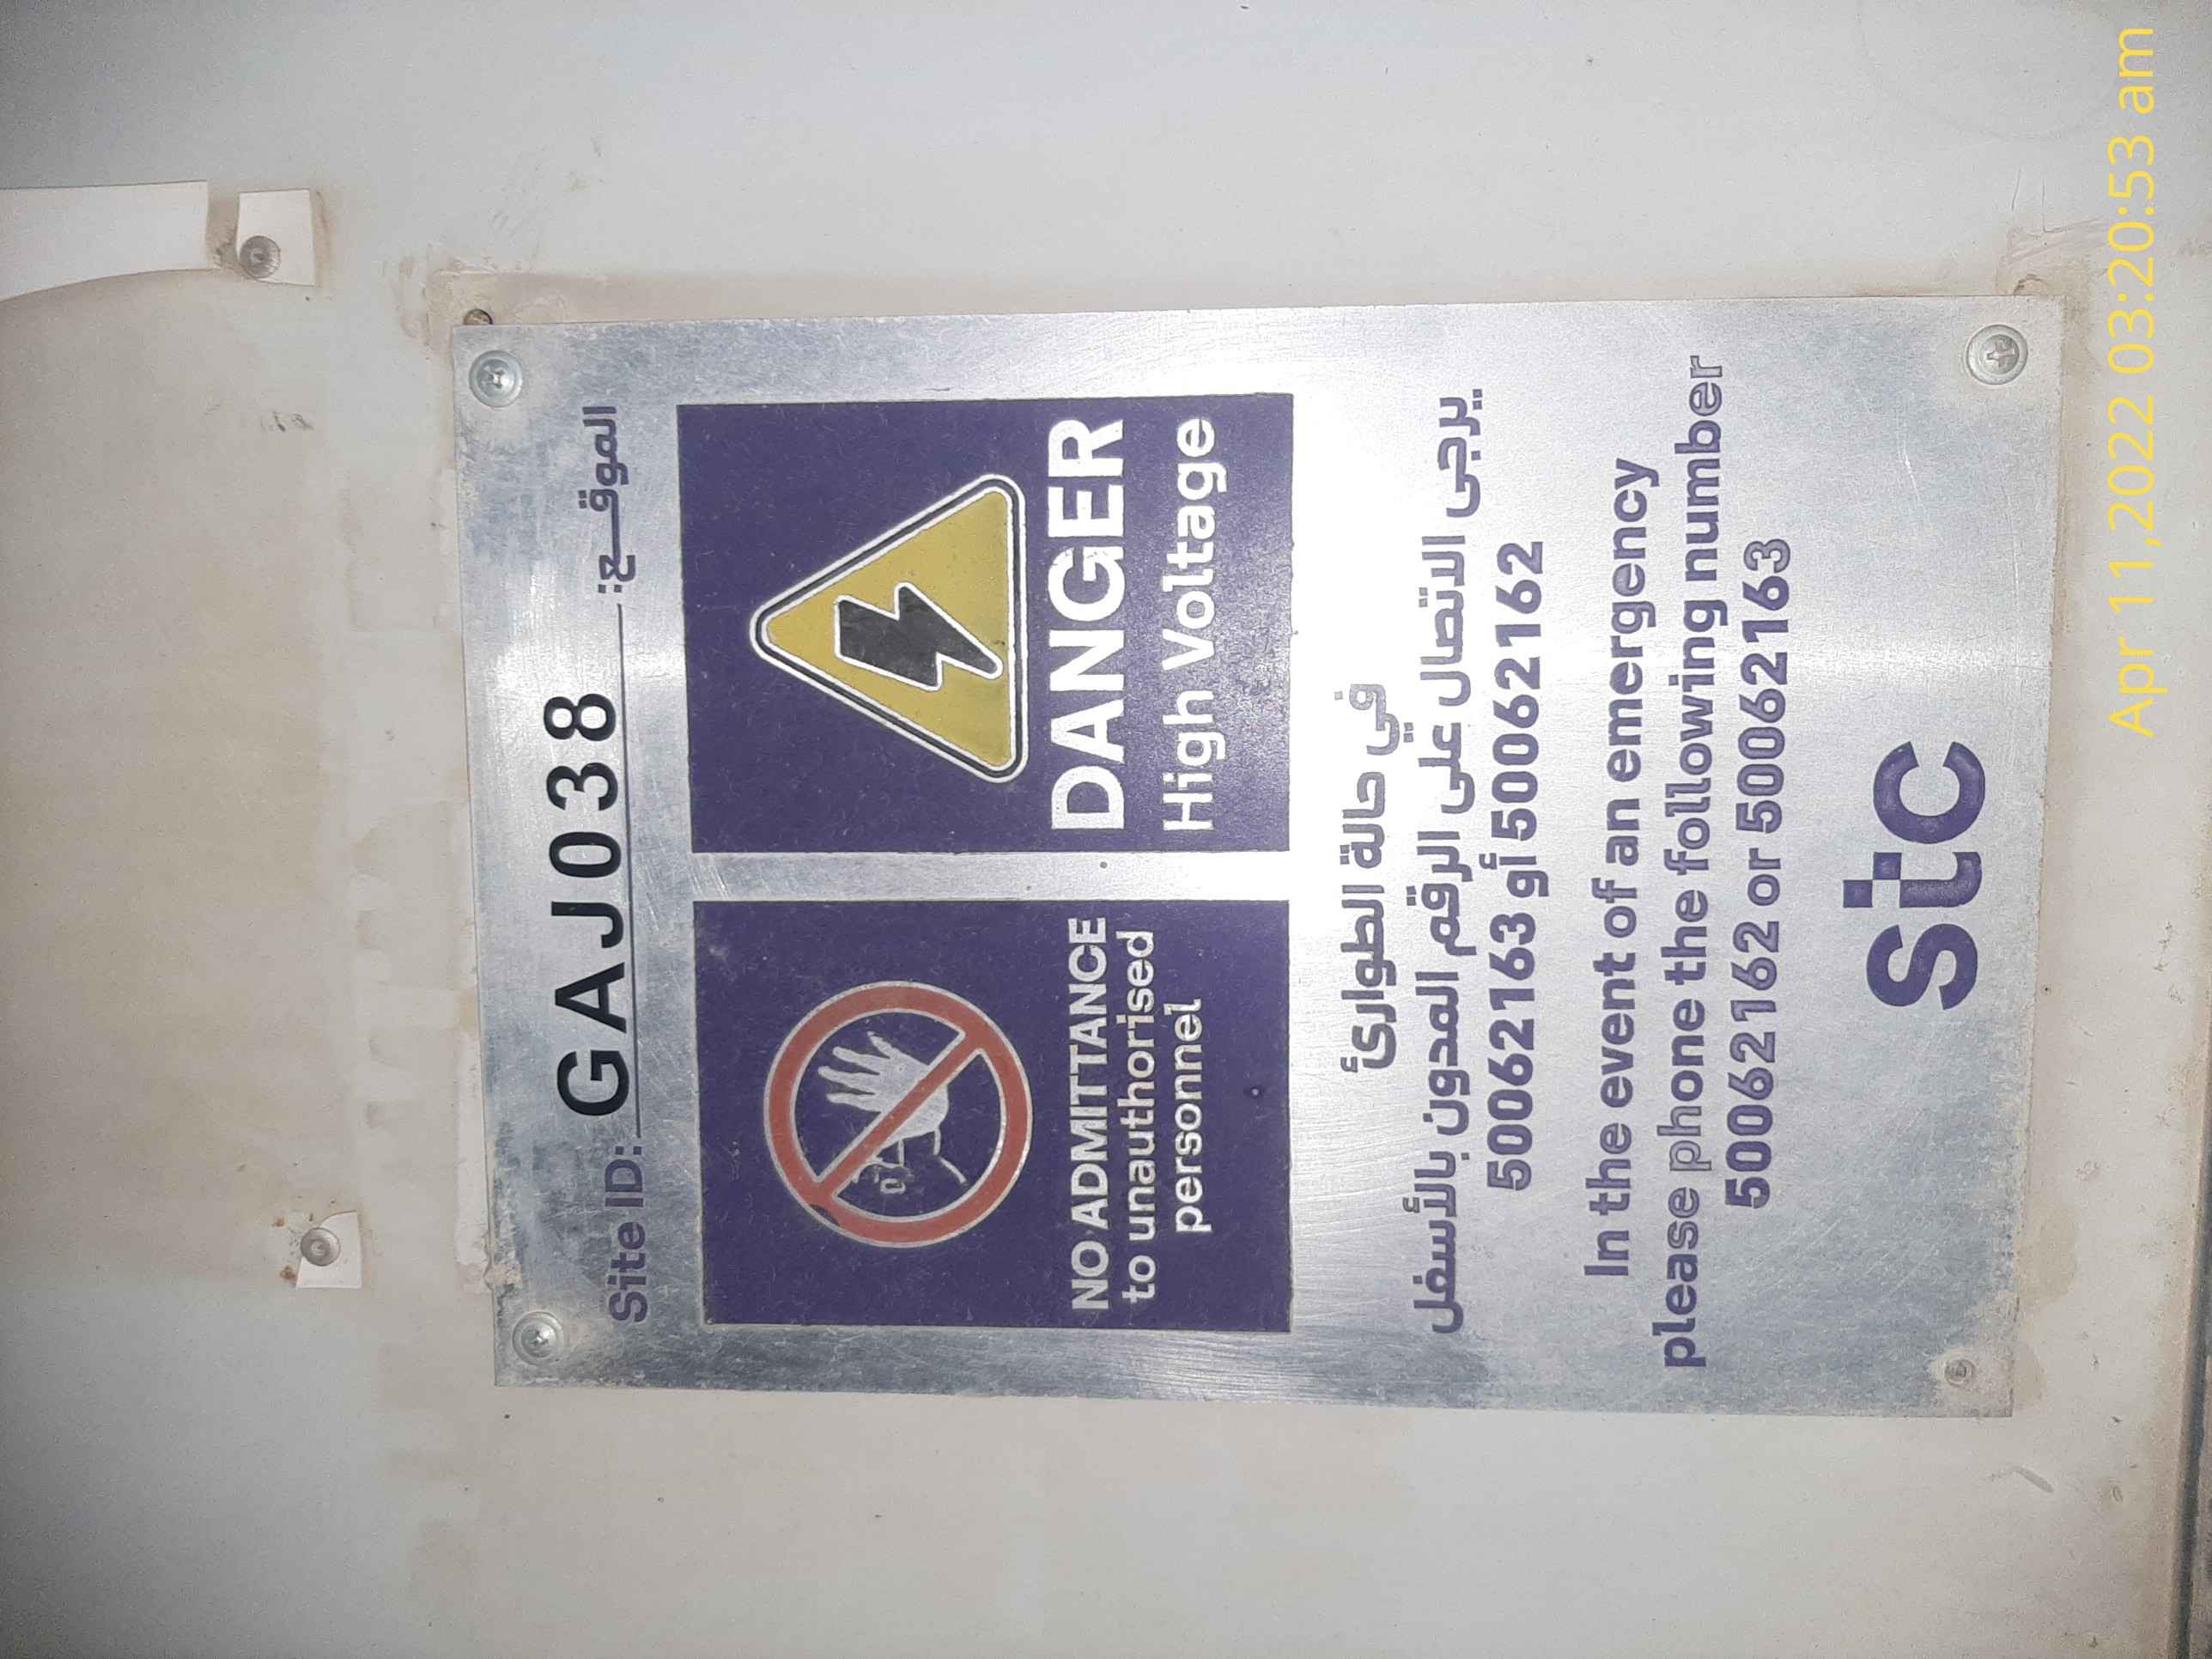 Site ID: GAJ038 الموقــع:
NO ADMITTANCE
to unauthorised
personnel
DANGER
High Voltage
في حالة الطوارئ
يرجى الاتصال على الرقم المدون بالأسفل
50062162 أو 50062163
In the event of an emergency
please phone the following number
50062162 or 50062163
stc
Apr 11,2022 03:20:53 am